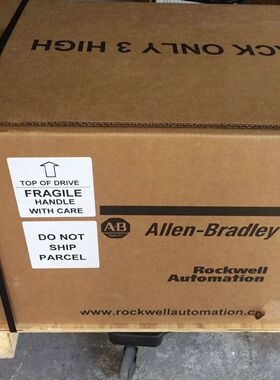 ACK ONLY 3 HIGH
TOP OF DRIVE
FRAGILE
HANDLE
WITH CARE
DO NOT
SHIP
PARCEL
AB
Allen-Bradley
Rockwell
Automation
www.rockwellautomation.co